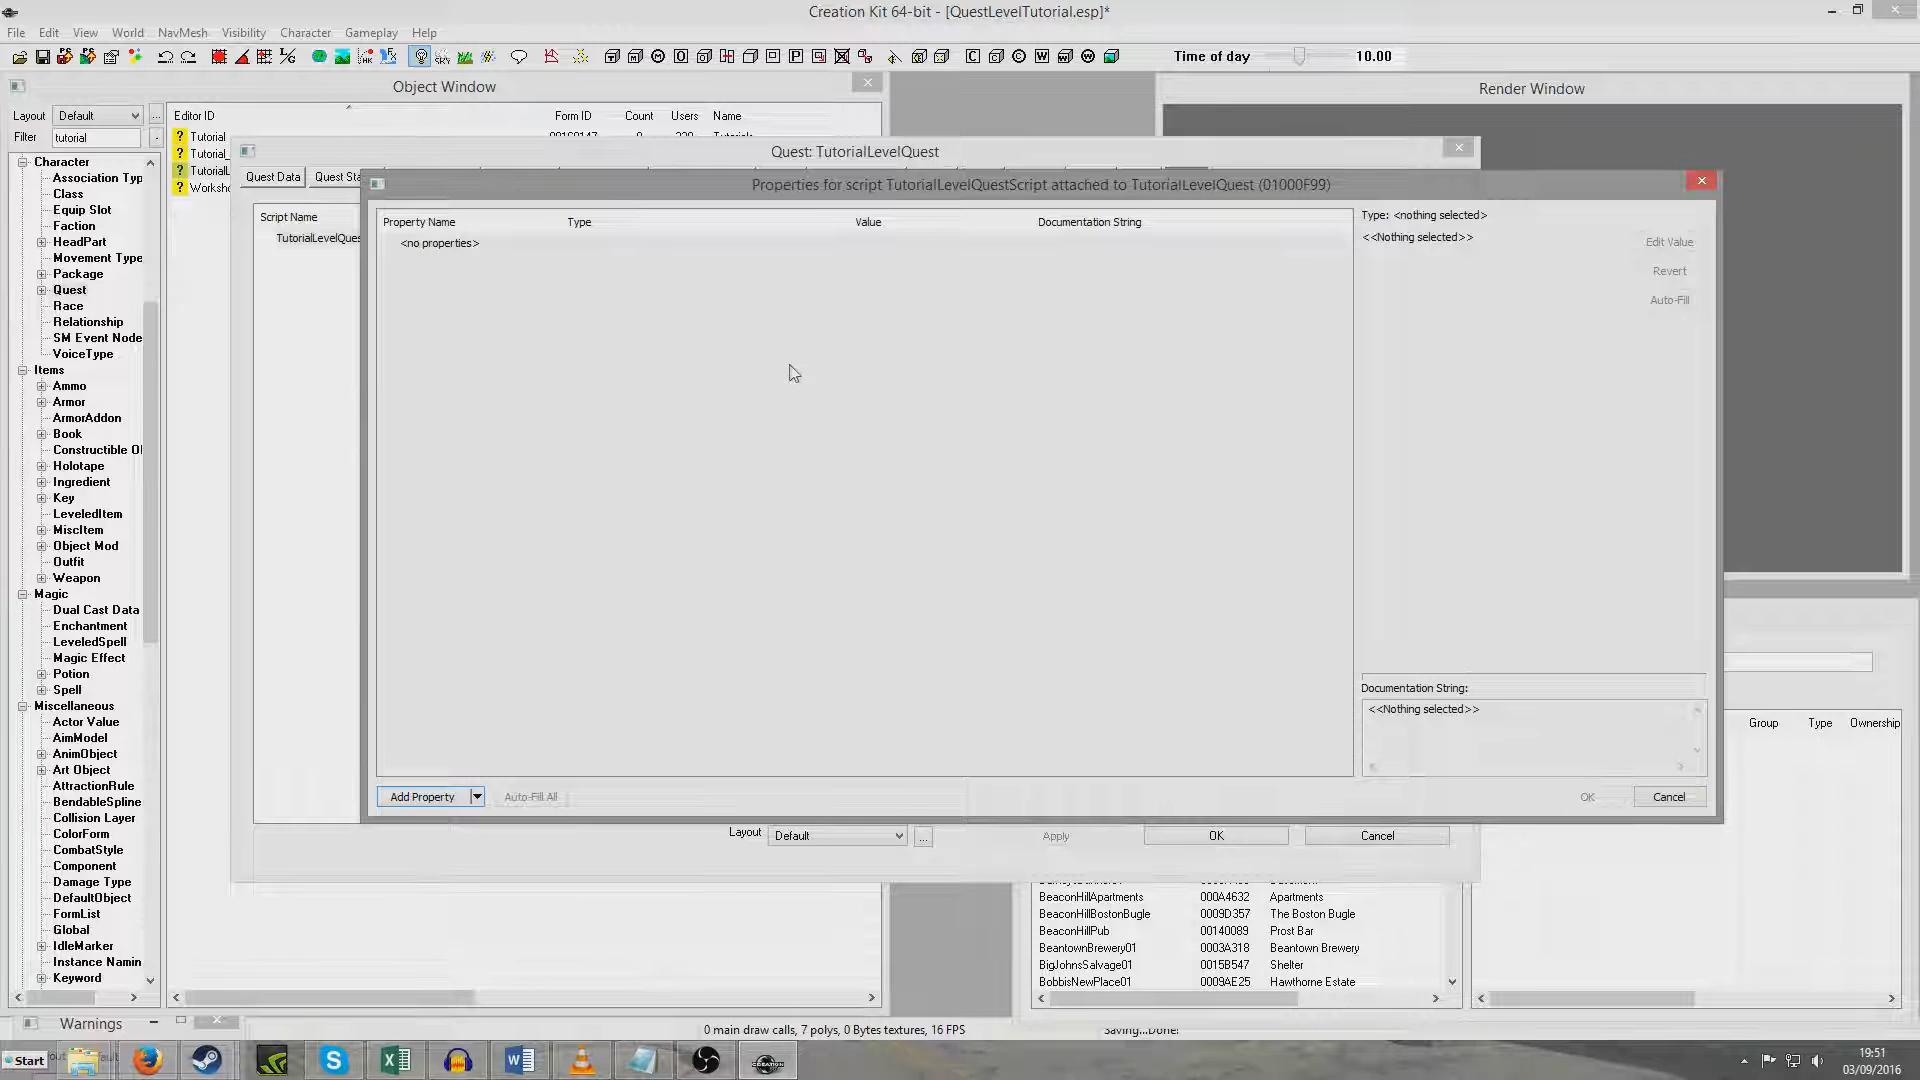 Creation Kit 64-bit - [QuestLevelTutorial.esp]*
File Edit View World NavMesh Visibility Character Gameplay Help
Time of day 10.00
Object Window
Render Window
Layout Default ...
Filter tutorial
Editor ID Form ID Count Users Name
Tutorial
Tutorial_
TutorialL
Worksho
Character
Association Typ
Class
Equip Slot
Faction
HeadPart
Movement Type
Package
Quest
Race
Relationship
SM Event Node
VoiceType
Items
Ammo
Armor
ArmorAddon
Book
Constructible Ol
Holotape
Ingredient
Key
LeveledItem
MiscItem
Object Mod
Outfit
Weapon
Magic
Dual Cast Data
Enchantment
LeveledSpell
Magic Effect
Potion
Spell
Miscellaneous
Actor Value
AimModel
AnimObject
Art Object
AttractionRule
BendableSpline
Collision Layer
ColorForm
CombatStyle
Component
Damage Type
DefaultObject
FormList
Global
IdleMarker
Instance Namin
Keyword
Quest: TutorialLevelQuest
Quest Data Quest Sta
Script Name
TutorialLevelQues
Properties for script TutorialLevelQuestScript attached to TutorialLevelQuest (01000F99)
Property Name Type Value Documentation String
<no properties>
Type: <nothing selected>
<<Nothing selected>>
Edit Value
Revert
Auto-Fill
Documentation String:
<<Nothing selected>>
Add Property Auto-Fill All OK Cancel
Layout Default ... Apply OK Cancel
Group Type Ownership
BeaconHillApartments 000A4632 Apartments
BeaconHillBostonBugle 0009D357 The Boston Bugle
BeaconHillPub 00140089 Prost Bar
BeantownBrewery01 0003A318 Beantown Brewery
BigJohnsSalvage01 0015B547 Shelter
BobbisNewPlace01 0009AE25 Hawthorne Estate
Warnings
0 main draw calls, 7 polys, 0 Bytes textures, 16 FPS
Saving...Done!
Start
19:51
03/09/2016